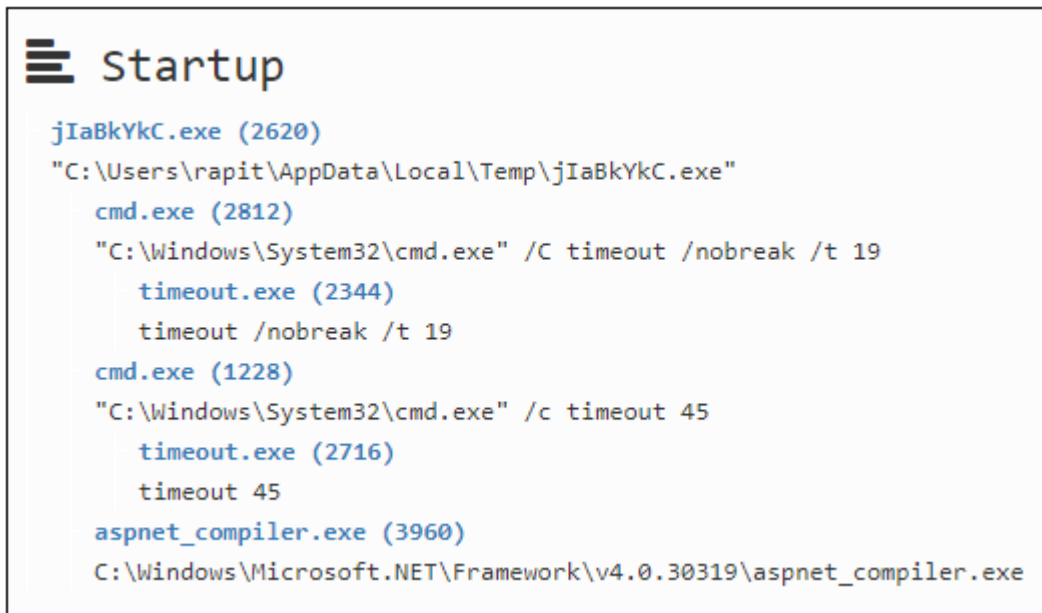 Startup
jIaBkYkC.exe (2620)
"C:\Users\rapit\AppData\Local\Temp\jIaBkYkC.exe"
cmd.exe (2812)
"C:\Windows\System32\cmd.exe" /C timeout /nobreak /t 19
timeout.exe (2344)
timeout /nobreak /t 19
cmd.exe (1228)
"C:\Windows\System32\cmd.exe" /c timeout 45
timeout.exe (2716)
timeout 45
aspnet_compiler.exe (3960)
C:\Windows\Microsoft.NET\Framework\v4.0.30319\aspnet_compiler.exe